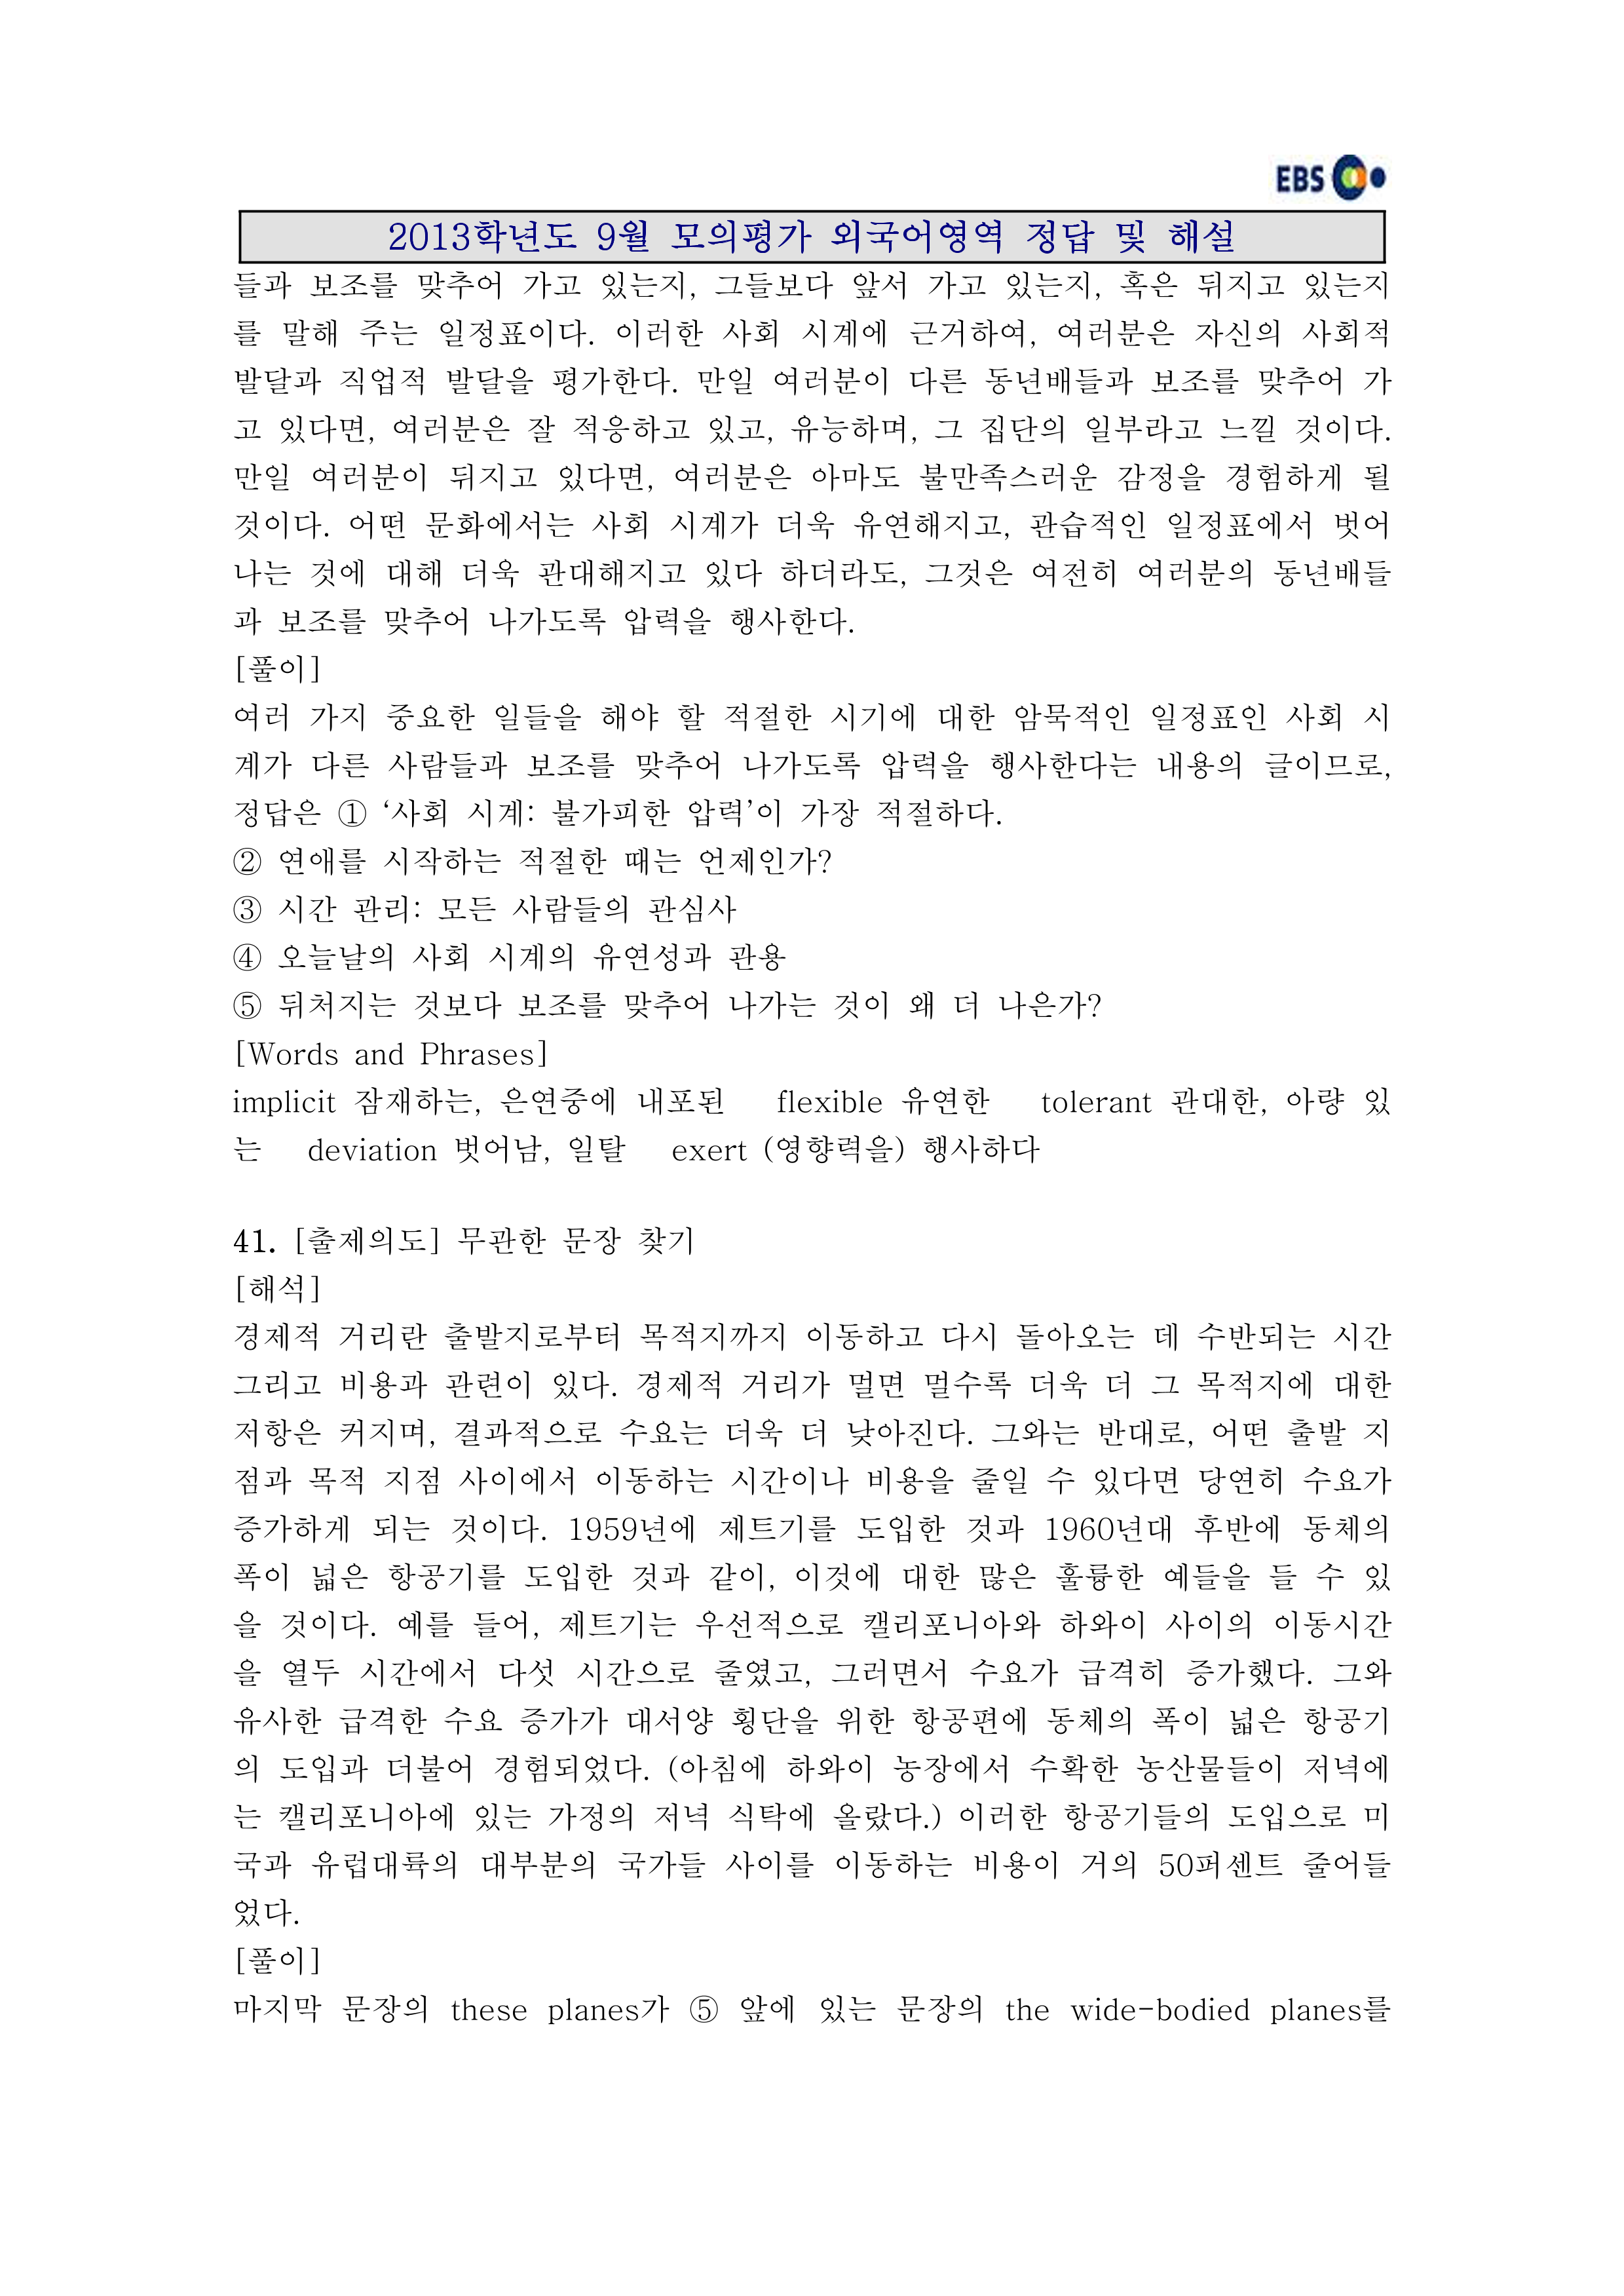 EBS
2013학년도 9월 모의평가 외국어영역 정답 및 해설
들과 보조를 맞추어 가고 있는지, 그들보다 앞서 가고 있는지, 혹은 뒤지고 있는지
를 말해 주는 일정표이다. 이러한 사회 시계에 근거하여, 여러분은 자신의 사회적
발달과 직업적 발달을 평가한다. 만일 여러분이 다른 동년배들과 보조를 맞추어 가
고 있다면, 여러분은 잘 적응하고 있고, 유능하며, 그 집단의 일부라고 느낄 것이다.
만일 여러분이 뒤지고 있다면, 여러분은 아마도 불만족스러운 감정을 경험하게 될
것이다. 어떤 문화에서는 사회 시계가 더욱 유연해지고, 관습적인 일정표에서 벗어
나는 것에 대해 더욱 관대해지고 있다 하더라도, 그것은 여전히 여러분의 동년배들
과 보조를 맞추어 나가도록 압력을 행사한다.
[풀이]
여러 가지 중요한 일들을 해야 할 적절한 시기에 대한 암묵적인 일정표인 사회 시
계가 다른 사람들과 보조를 맞추어 나가도록 압력을 행사한다는 내용의 글이므로,
정답은 ① ‘사회 시계: 불가피한 압력’이 가장 적절하다.
② 연애를 시작하는 적절한 때는 언제인가?
③ 시간 관리: 모든 사람들의 관심사
④ 오늘날의 사회 시계의 유연성과 관용
⑤ 뒤처지는 것보다 보조를 맞추어 나가는 것이 왜 더 나은가?
[Words and Phrases]
implicit 잠재하는, 은연중에 내포된 flexible 유연한 tolerant 관대한, 아량 있
는 deviation 벗어남, 일탈 exert (영향력을) 행사하다
41. [출제의도] 무관한 문장 찾기
[해석]
경제적 거리란 출발지로부터 목적지까지 이동하고 다시 돌아오는 데 수반되는 시간
그리고 비용과 관련이 있다. 경제적 거리가 멀면 멀수록 더욱 더 그 목적지에 대한
저항은 커지며, 결과적으로 수요는 더욱 더 낮아진다. 그와는 반대로, 어떤 출발 지
점과 목적 지점 사이에서 이동하는 시간이나 비용을 줄일 수 있다면 당연히 수요가
증가하게 되는 것이다. 1959년에 제트기를 도입한 것과 1960년대 후반에 동체의
폭이 넓은 항공기를 도입한 것과 같이, 이것에 대한 많은 훌륭한 예들을 들 수 있
을 것이다. 예를 들어, 제트기는 우선적으로 캘리포니아와 하와이 사이의 이동시간
을 열두 시간에서 다섯 시간으로 줄였고, 그러면서 수요가 급격히 증가했다. 그와
유사한 급격한 수요 증가가 대서양 횡단을 위한 항공편에 동체의 폭이 넓은 항공기
의 도입과 더불어 경험되었다. (아침에 하와이 농장에서 수확한 농산물들이 저녁에
는 캘리포니아에 있는 가정의 저녁 식탁에 올랐다.) 이러한 항공기들의 도입으로 미
국과 유럽대륙의 대부분의 국가들 사이를 이동하는 비용이 거의 50퍼센트 줄어들
었다.
[풀이]
마지막 문장의 these planes가 ⑤ 앞에 있는 문장의 the wide-bodied planes를